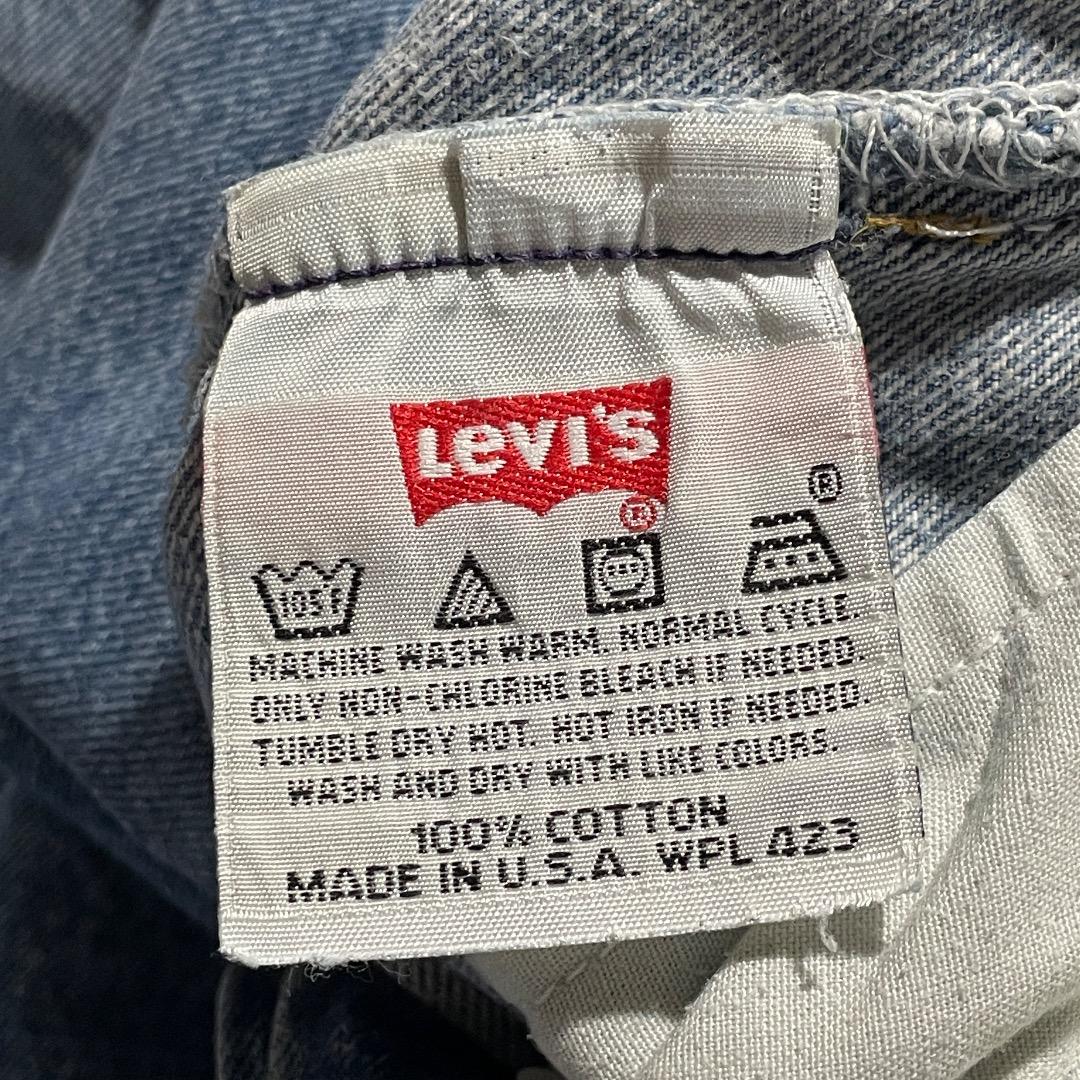 Levi's
®
®
105F
MACHINE WASH WARM. NORMAL CYCLE.
ONLY NON-CHLORINE BLEACH IF NEEDED.
TUMBLE DRY HOT. HOT IRON IF NEEDED.
WASH AND DRY WITH LIKE COLORS.
100% COTTON
MADE IN U.S.A. WPL 423